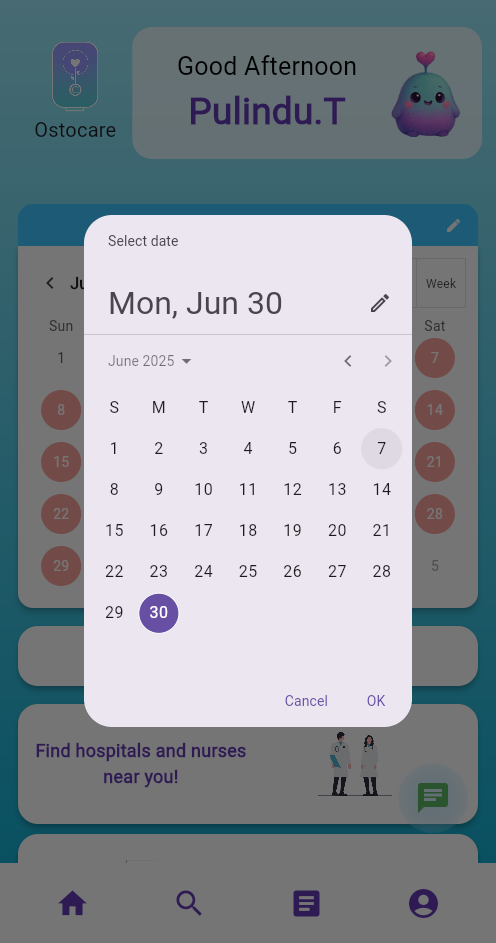 Good Afternoon
Pulindu.T
Ostocare
Select date
Mon, Jun 30
Week
June 2025
Sun
Sat
S M T W T F S
1 2 3 4 5 6 7
8 9 10 11 12 13 14
15 16 17 18 19 20 21
22 23 24 25 26 27 28
29 30
1 7
8 14
15 21
22 28
29 5
Cancel OK
Find hospitals and nurses
near you!